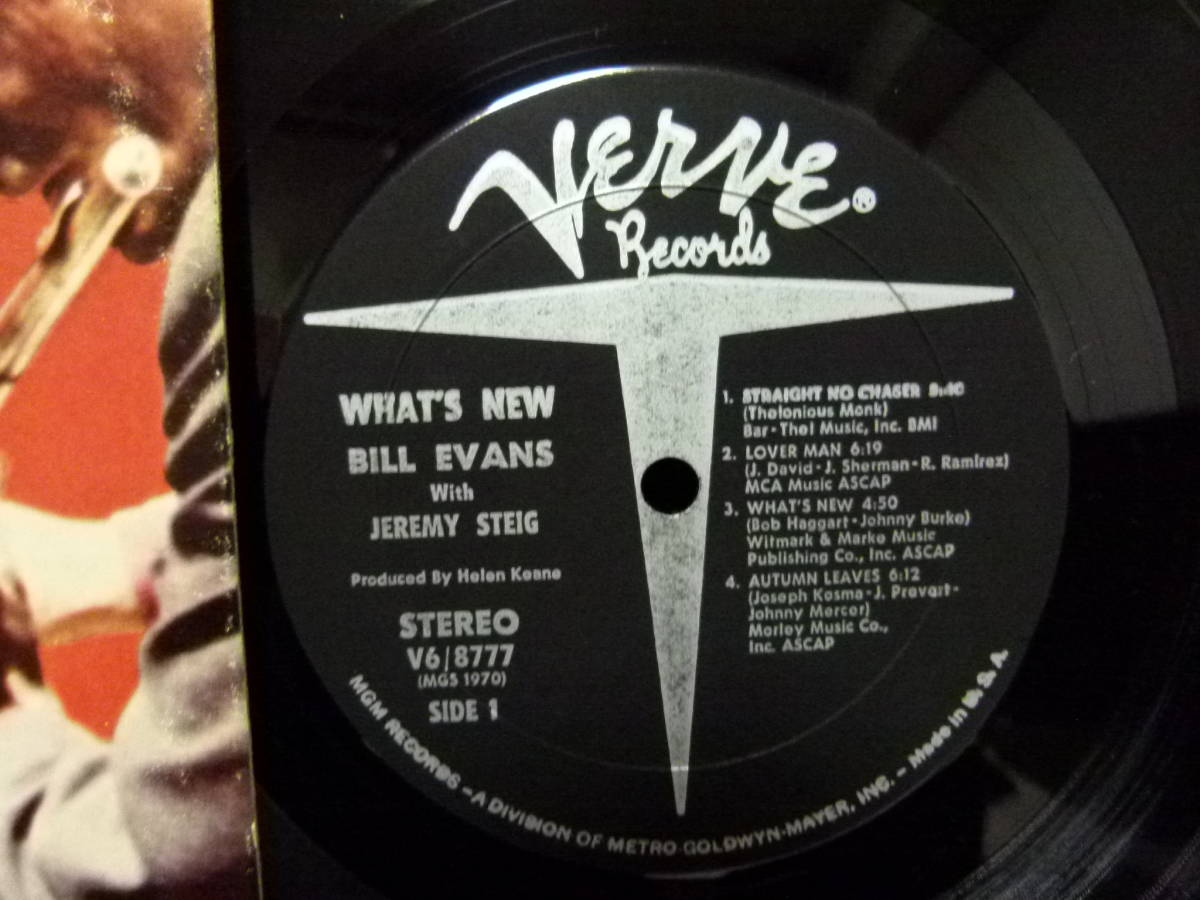 Verve®
Records
WHAT'S NEW
BILL EVANS
With
JEREMY STEIG
Produced By Helen Keane
STEREO
V6/8777
(MGS 1970)
SIDE 1
1. STRAIGHT NO CHASER
(Thelonious Monk)
Bar-Thel Music, Inc. BMI
2. LOVER MAN 6:19
(J. David-J. Sherman-R. Ramirez)
MCA Music ASCAP
3. WHAT'S NEW 4:50
(Bob Haggart-Johnny Burke)
Witmark & Marke Music
Publishing Co., Inc. ASCAP
4. AUTUMN LEAVES 6:12
(Joseph Kosma-J. Prevart-
Johnny Mercer)
Morley Music Co.,
Inc. ASCAP
MGM RECORDS - A DIVISION OF METRO-GOLDWYN-MAYER, INC. - Made in U. S. A.